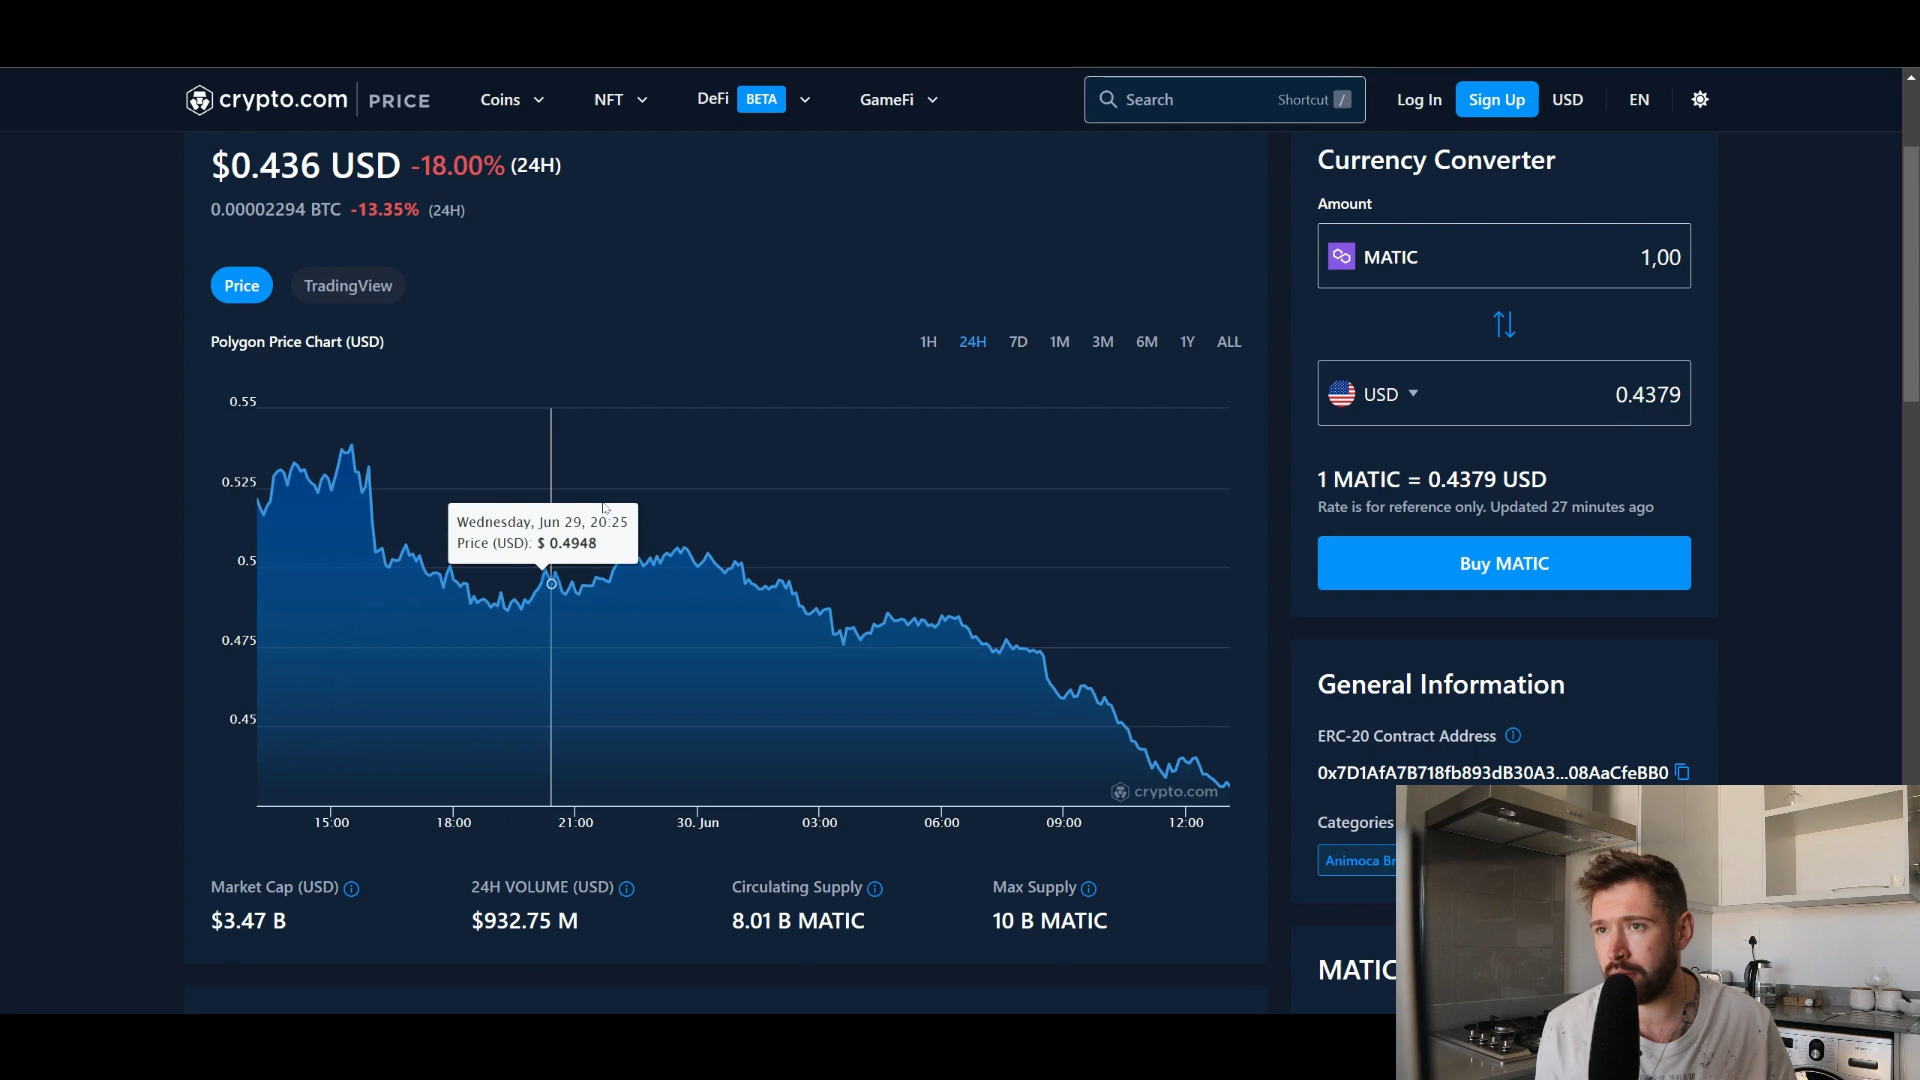 crypto.com PRICE Coins NFT DeFi BETA GameFi Search Shortcut / Log In Sign Up USD EN
$0.436 USD -18.00% (24H)
0.00002294 BTC -13.35% (24H)
Price TradingView
Polygon Price Chart (USD)
1H 24H 7D 1M 3M 6M 1Y ALL
0.55
0.525
0.5
0.475
0.45
Wednesday, Jun 29, 20:25
Price (USD): $ 0.4948
crypto.com
15:00 18:00 21:00 30. Jun 03:00 06:00 09:00 12:00
Market Cap (USD) 24H VOLUME (USD) Circulating Supply Max Supply
$3.47 B $932.75 M 8.01 B MATIC 10 B MATIC
Currency Converter
Amount
MATIC 1,00
USD 0.4379
1 MATIC = 0.4379 USD
Rate is for reference only. Updated 27 minutes ago
Buy MATIC
General Information
ERC-20 Contract Address
0x7D1AfA7B718fb893dB30A3...08AaCfeBB0
Categories
Animoca Br
MATIC